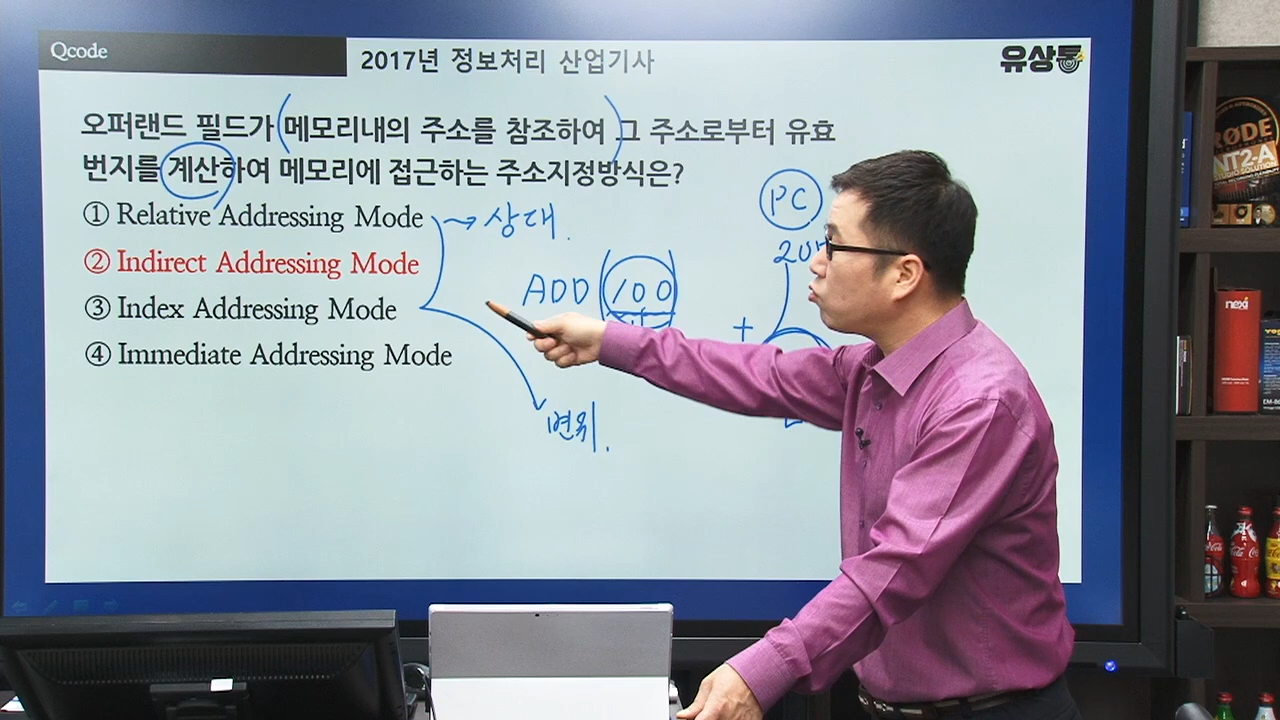 Qcode
2017년 정보처리 산업기사
유상통
오퍼랜드 필드가 메모리내의 주소를 참조하여 그 주소로부터 유효
번지를 계산하여 메모리에 접근하는 주소지정방식은?
① Relative Addressing Mode
② Indirect Addressing Mode
③ Index Addressing Mode
④ Immediate Addressing Mode
상대.
PC
ADD 100
+
변위.
RØDE
NT2-A
nexi